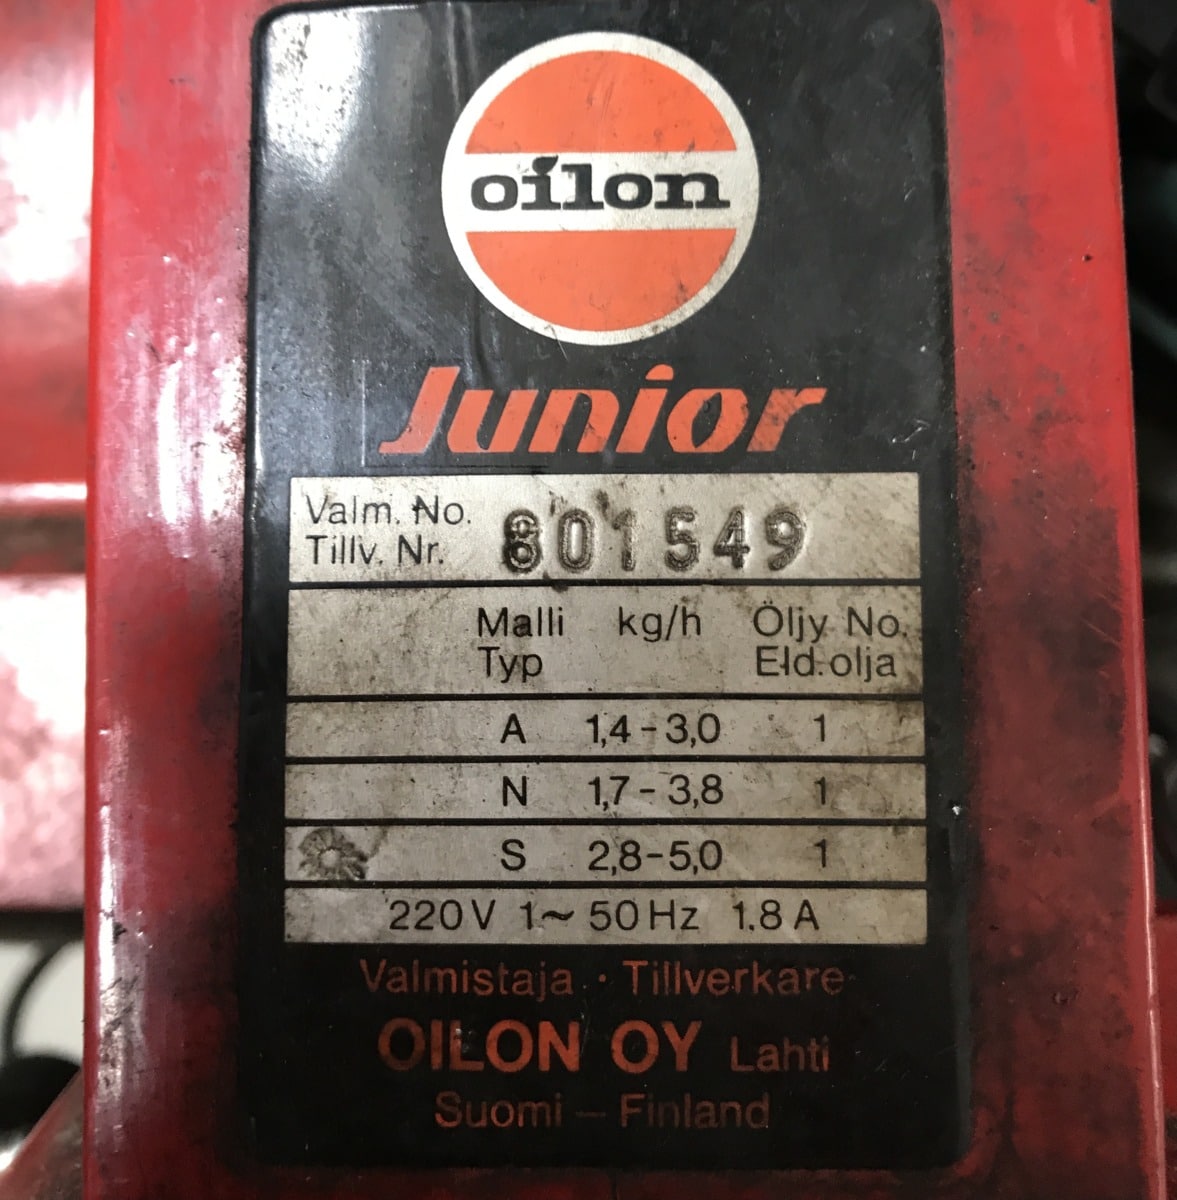 oilon
Junior
Valm. No.
Tillv. Nr. 801549
Malli kg/h Öljy No.
Typ Eld.olja
A 1,4-3,0 1
N 1,7-3,8 1
S 2,8-5,0 1
220V 1~ 50Hz 1.8A
Valmistaja · Tillverkare
OILON OY Lahti
Suomi — Finland